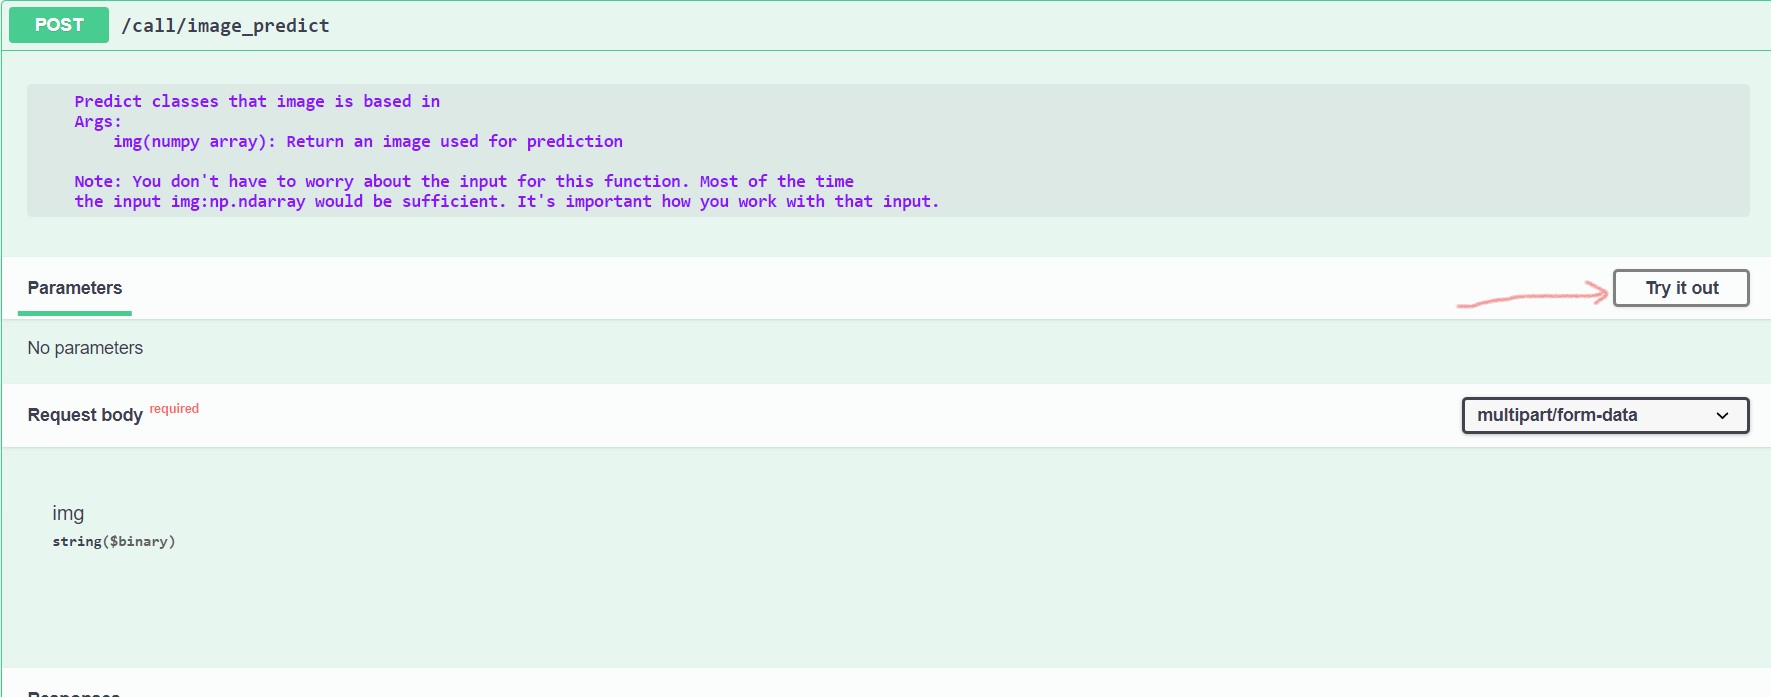 POST /call/image_predict
Predict classes that image is based in
Args:
img(numpy array): Return an image used for prediction
Note: You don't have to worry about the input for this function. Most of the time
the input img:np.ndarray would be sufficient. It's important how you work with that input.
Parameters
Try it out
No parameters
Request body required
multipart/form-data
img
string($binary)
Responses